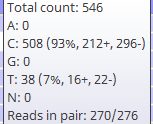 Total count: 546
A: 0
C: 508 (93%, 212+, 296-)
G: 0
T: 38 (7%, 16+, 22-)
N: 0
Reads in pair: 270/276